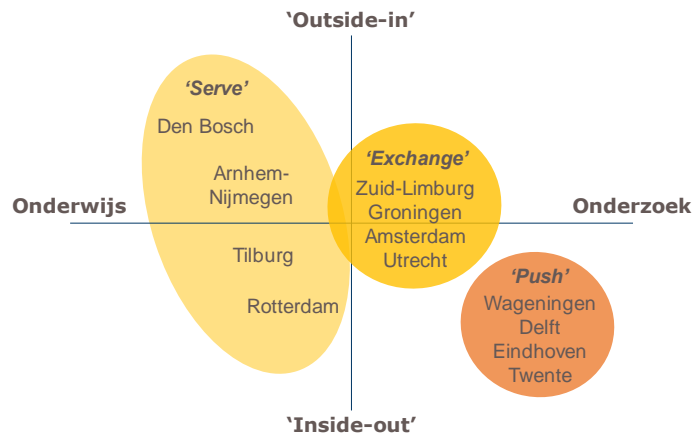 ‘Outside-in’
‘Serve’
Den Bosch
Arnhem-
Nijmegen
‘Exchange’
Zuid-Limburg
Groningen
Amsterdam
Utrecht
Onderwijs
Onderzoek
Tilburg
Rotterdam
‘Push’
Wageningen
Delft
Eindhoven
Twente
‘Inside-out’